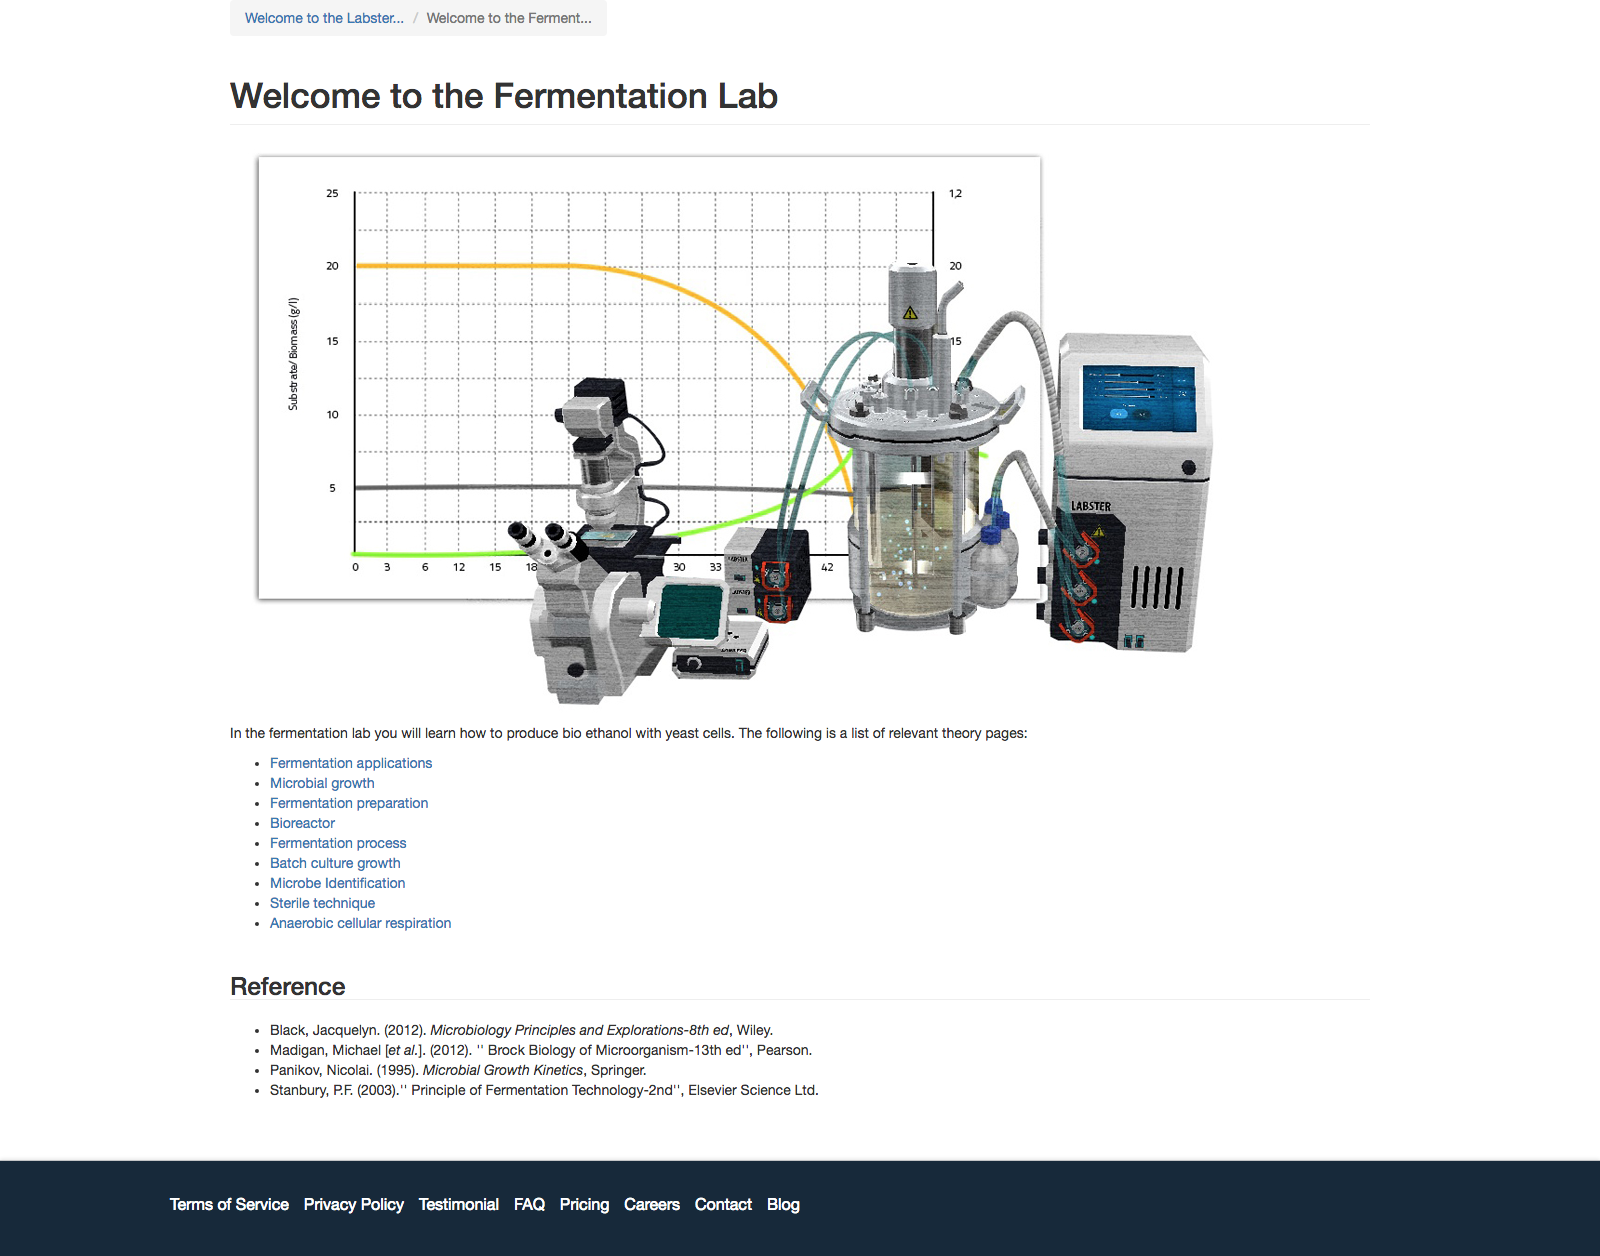 Welcome to the Labster... / Welcome to the Ferment...
Welcome to the Fermentation Lab
25
1,2
20
20
15
15
10
5
Substrate/ Biomass (g/l)
0 3 6 12 15 18 30 33 42
LABSTER
In the fermentation lab you will learn how to produce bio ethanol with yeast cells. The following is a list of relevant theory pages:
• Fermentation applications
• Microbial growth
• Fermentation preparation
• Bioreactor
• Fermentation process
• Batch culture growth
• Microbe Identification
• Sterile technique
• Anaerobic cellular respiration
Reference
• Black, Jacquelyn. (2012). Microbiology Principles and Explorations-8th ed, Wiley.
• Madigan, Michael [et al.]. (2012). '' Brock Biology of Microorganism-13th ed'', Pearson.
• Panikov, Nicolai. (1995). Microbial Growth Kinetics, Springer.
• Stanbury, P.F. (2003).'' Principle of Fermentation Technology-2nd'', Elsevier Science Ltd.
Terms of Service Privacy Policy Testimonial FAQ Pricing Careers Contact Blog